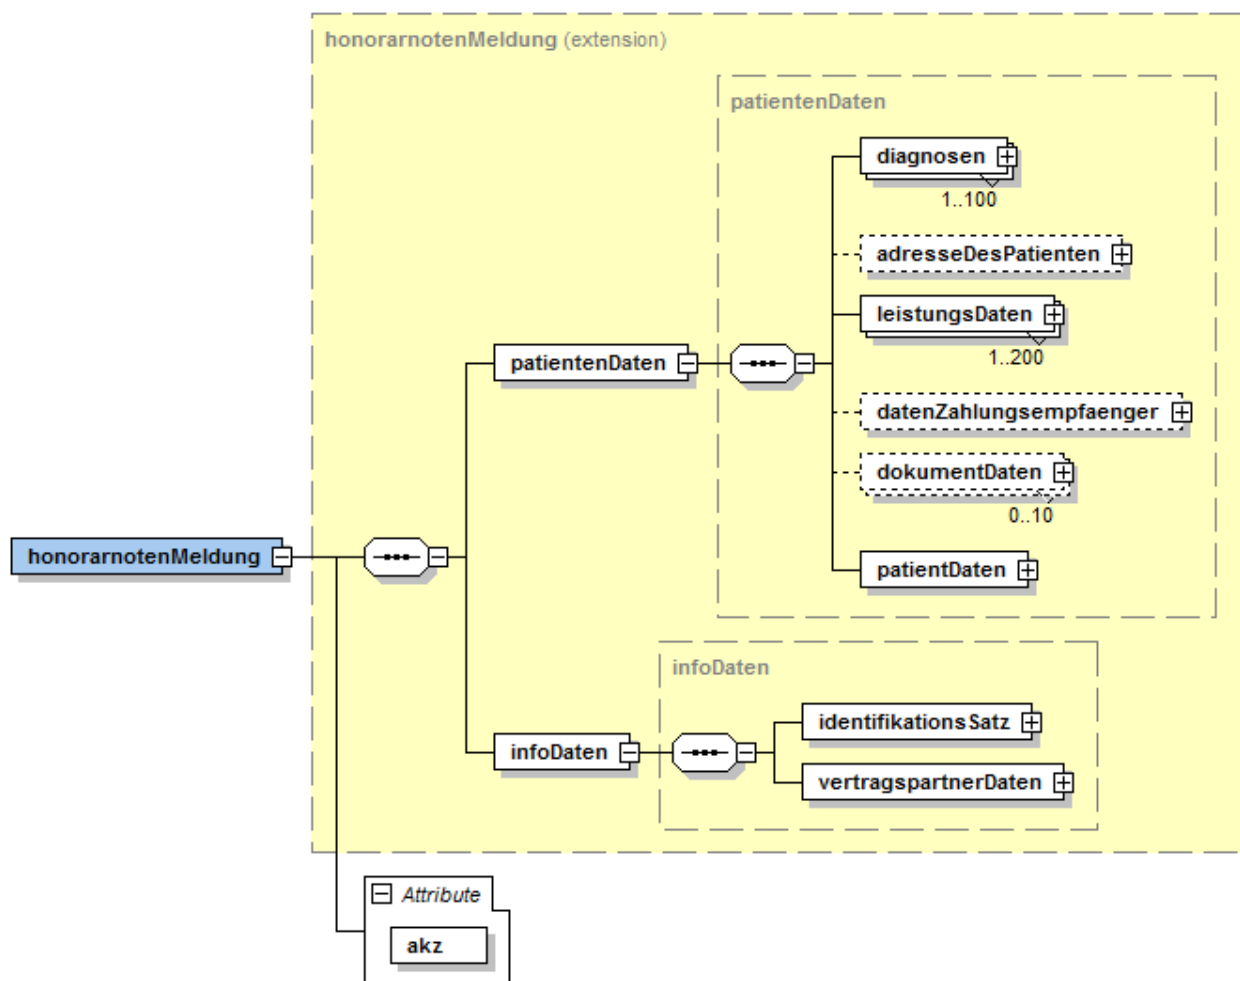 honorarnotenMeldung (extension)
patientenDaten
diagnosen
1..100
adresseDesPatienten
leistungsDaten
1..200
patientenDaten
datenZahlungsempfaenger
dokumentDaten
0..10
honorarnotenMeldung
patientDaten
infoDaten
identifikationsSatz
infoDaten
vertragspartnerDaten
Attribute
akz